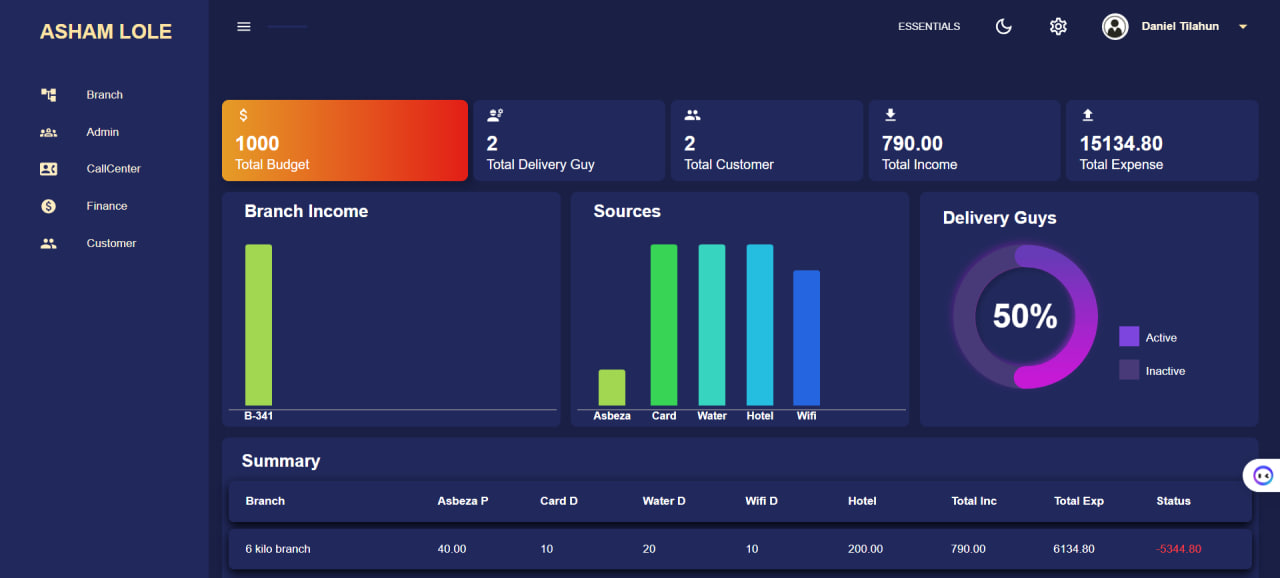 ASHAM LOLE
ESSENTIALS
Daniel Tilahun
Branch
Admin
CallCenter
Finance
Customer
1000
Total Budget
2
Total Delivery Guy
2
Total Customer
790.00
Total Income
15134.80
Total Expense
Branch Income
B-341
Sources
Asbeza Card Water Hotel Wifi
Delivery Guys
50%
Active
Inactive
Summary
Branch Asbeza P Card D Water D Wifi D Hotel Total Inc Total Exp Status
6 kilo branch 40.00 10 20 10 200.00 790.00 6134.80 -5344.80